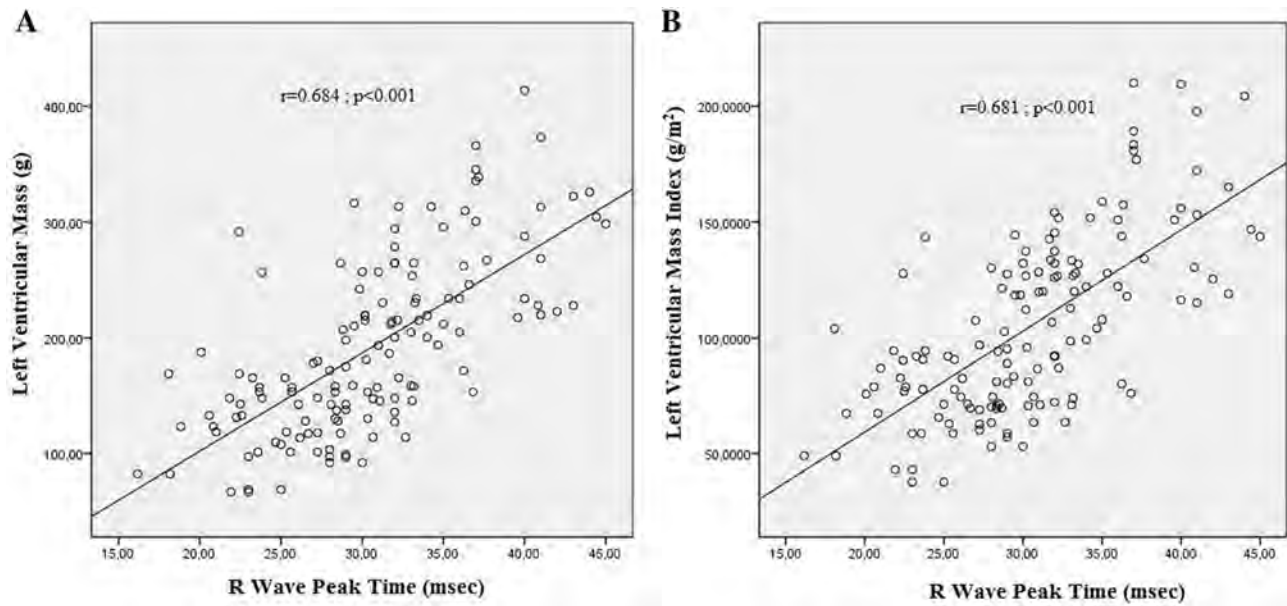 A
r=0.684 ; p<0.001
Left Ventricular Mass (g)
400,00
300,00
200,00
100,00
15,00 20,00 25,00 30,00 35,00 40,00 45,00
R Wave Peak Time (msec)
B
r=0.681 ; p<0.001
Left Ventricular Mass Index (g/m²)
200,0000
150,0000
100,0000
50,0000
15,00 20,00 25,00 30,00 35,00 40,00 45,00
R Wave Peak Time (msec)